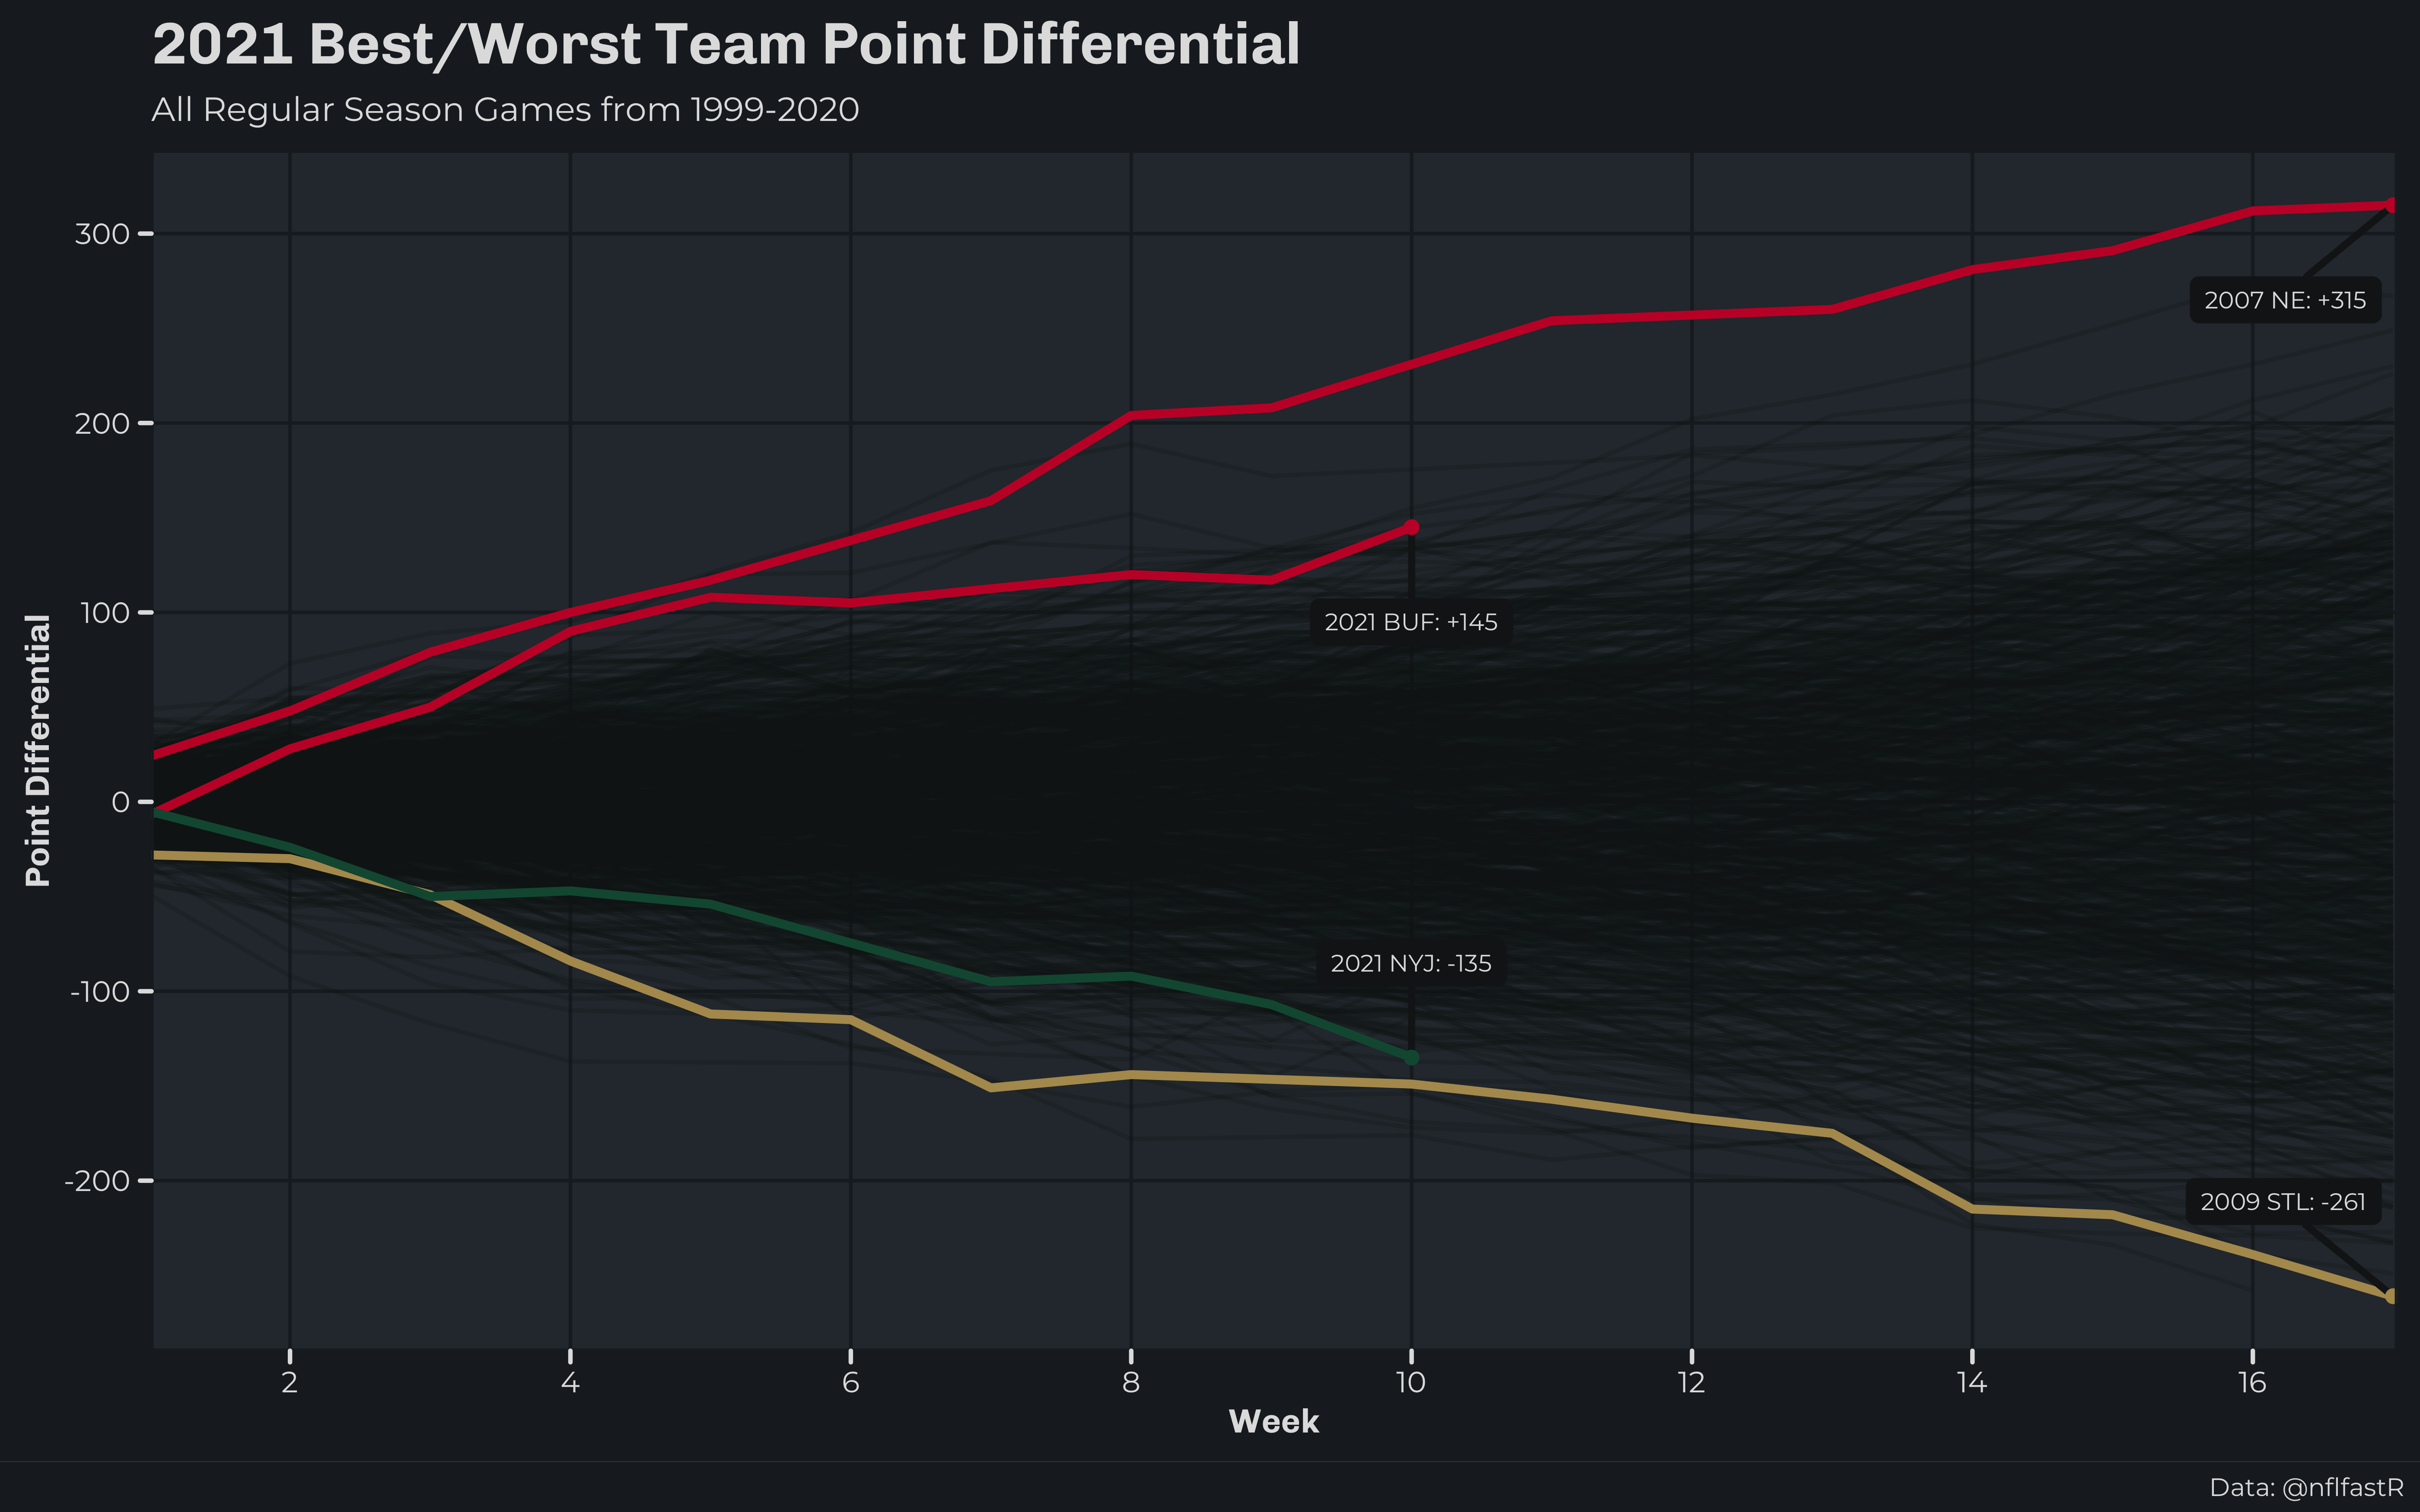 2021 Best/Worst Team Point Differential
All Regular Season Games from 1999-2020
Point Differential
300
200
100
0
-100
-200
2007 NE: +315
2021 BUF: +145
2021 NYJ: -135
2009 STL: -261
2 4 6 8 10 12 14 16
Week
Data: @nflfastR